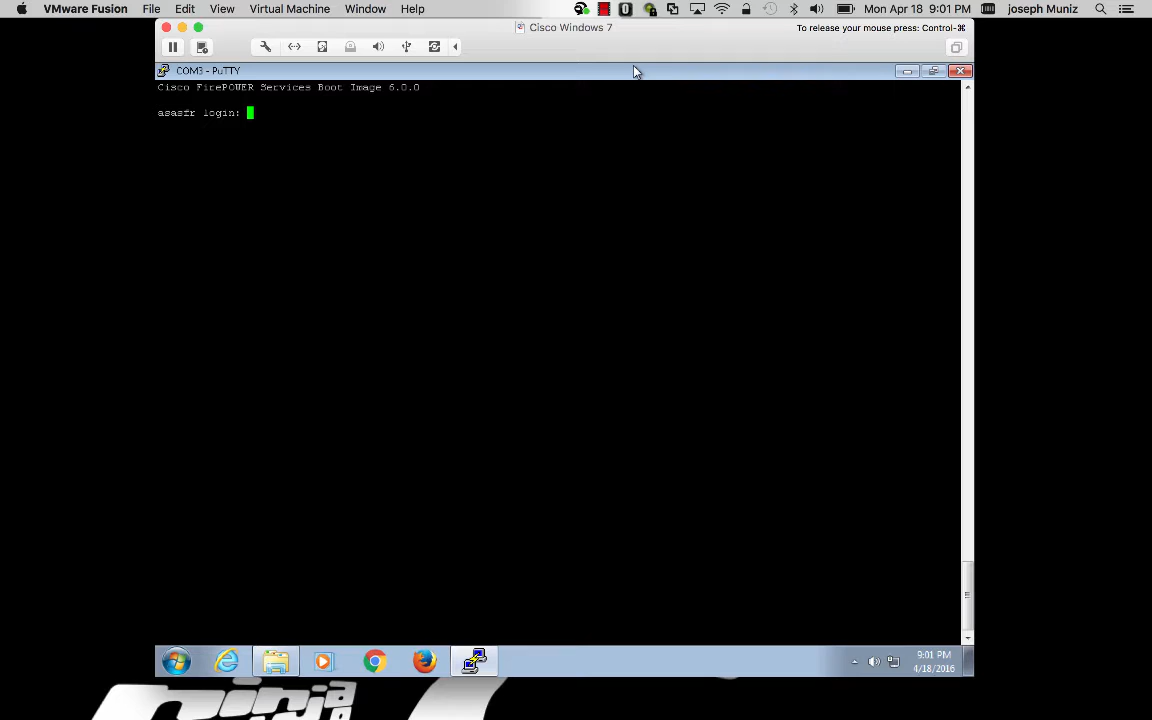 VMware Fusion File Edit View Virtual Machine Window Help Mon Apr 18 9:01 PM joseph Muniz
Cisco Windows 7
To release your mouse press: Control-⌘
COM3 - PuTTY
Cisco FirePOWER Services Boot Image 6.0.0
asasfr login:
9:01 PM
4/18/2016